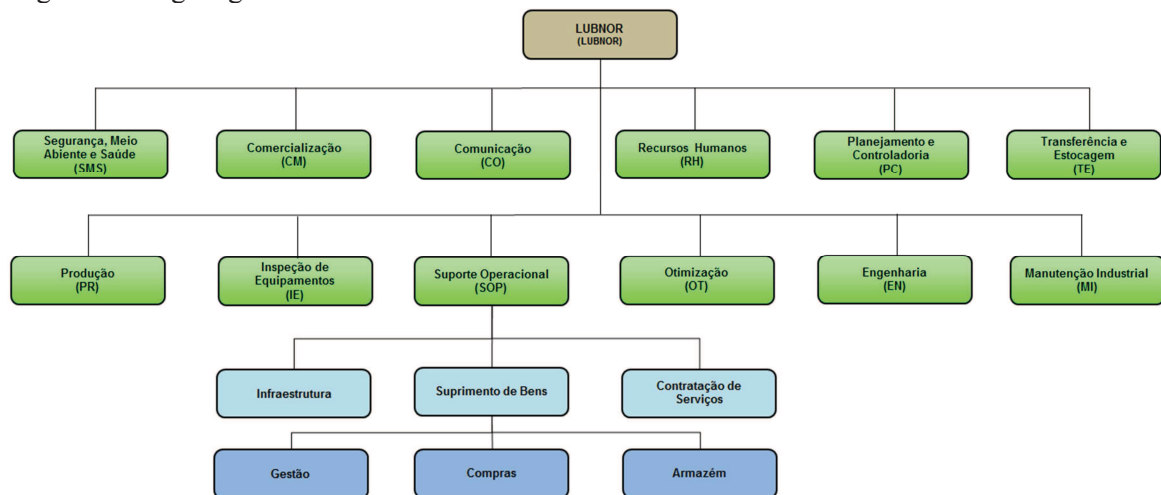 LUBNOR
(LUBNOR)
Segurança, Meio
Abiente e Saúde
(SMS)
Comercialização
(CM)
Comunicação
(CO)
Recursos Humanos
(RH)
Planejamento e
Controladoria
(PC)
Transferência e
Estocagem
(TE)
Produção
(PR)
Inspeção de
Equipamentos
(IE)
Suporte Operacional
(SOP)
Otimização
(OT)
Engenharia
(EN)
Manutenção Industrial
(MI)
Infraestrutura
Suprimento de Bens
Contratação de
Serviços
Gestão
Compras
Armazém